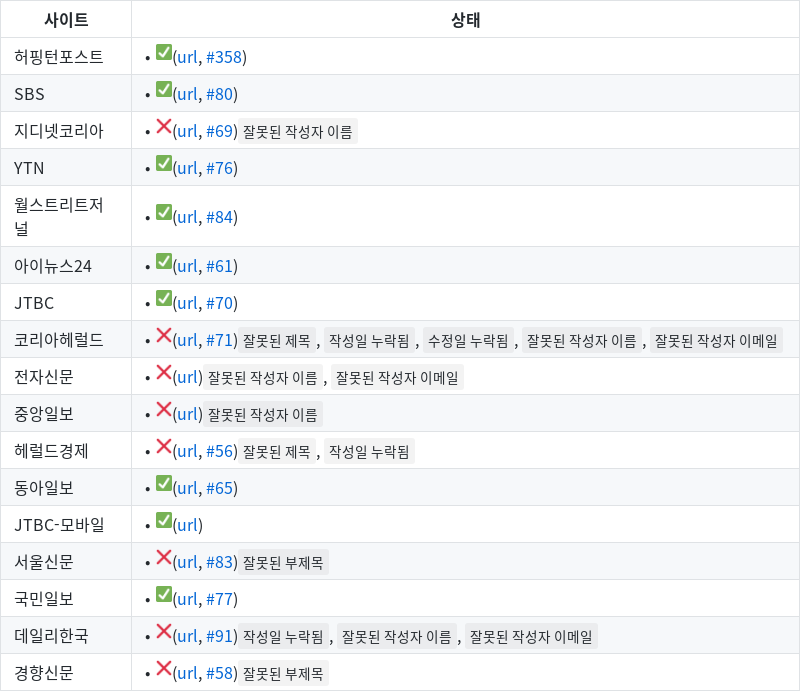 사이트 상태
허핑턴포스트 • ✅(url, #358)
SBS • ✅(url, #80)
지디넷코리아 • ❌(url, #69) 잘못된 작성자 이름
YTN • ✅(url, #76)
월스트리트저
널 • ✅(url, #84)
아이뉴스24 • ✅(url, #61)
JTBC • ✅(url, #70)
코리아헤럴드 • ❌(url, #71) 잘못된 제목 , 작성일 누락됨 , 수정일 누락됨 , 잘못된 작성자 이름 , 잘못된 작성자 이메일
전자신문 • ❌(url) 잘못된 작성자 이름 , 잘못된 작성자 이메일
중앙일보 • ❌(url) 잘못된 작성자 이름
헤럴드경제 • ❌(url, #56) 잘못된 제목 , 작성일 누락됨
동아일보 • ✅(url, #65)
JTBC-모바일 • ✅(url)
서울신문 • ❌(url, #83) 잘못된 부제목
국민일보 • ✅(url, #77)
데일리한국 • ❌(url, #91) 작성일 누락됨 , 잘못된 작성자 이름 , 잘못된 작성자 이메일
경향신문 • ❌(url, #58) 잘못된 부제목